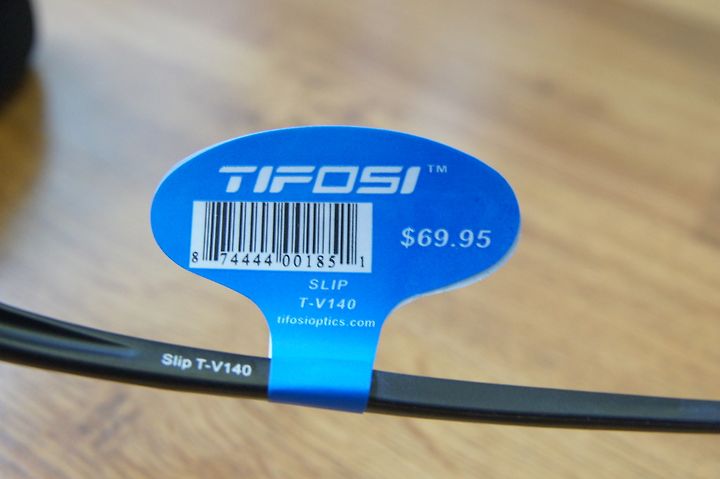 TIFOSI™
$69.95
8 74444 00185 1
SLIP
T-V140
tifosioptics.com
Slip T-V140